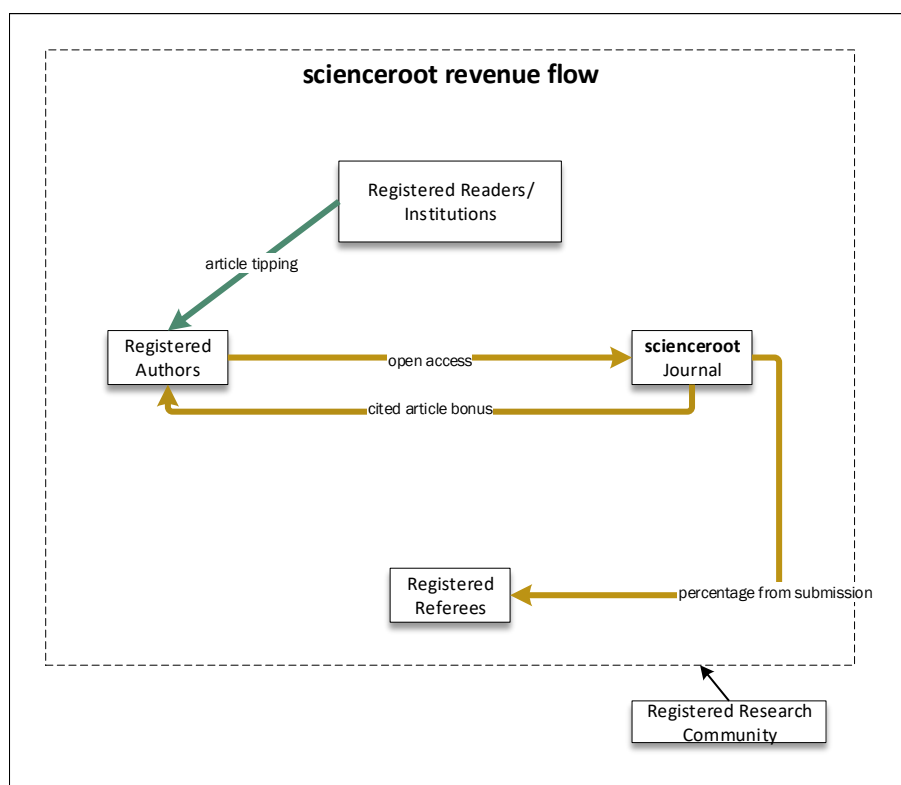 scienceroot revenue flow
Registered Readers/
Institutions
article tipping
Registered
Authors
open access
scienceroot
Journal
cited article bonus
Registered
Referees
percentage from submission
Registered Research
Community